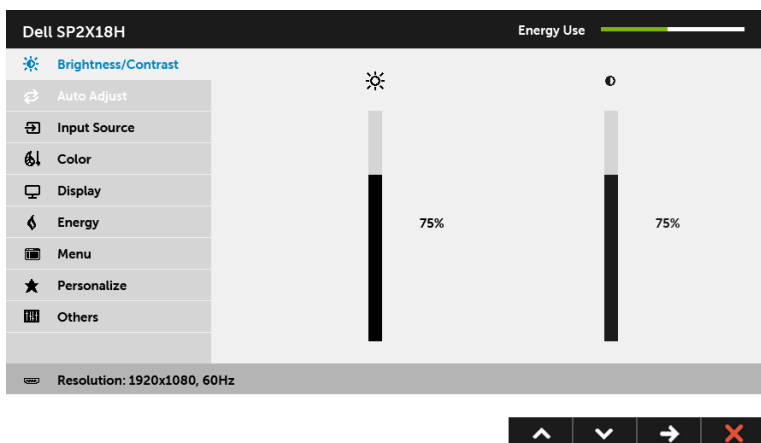 Dell SP2X18H
Energy Use
Brightness/Contrast
Auto Adjust
Input Source
Color
Display
Energy
Menu
Personalize
Others
75%
75%
Resolution: 1920x1080, 60Hz